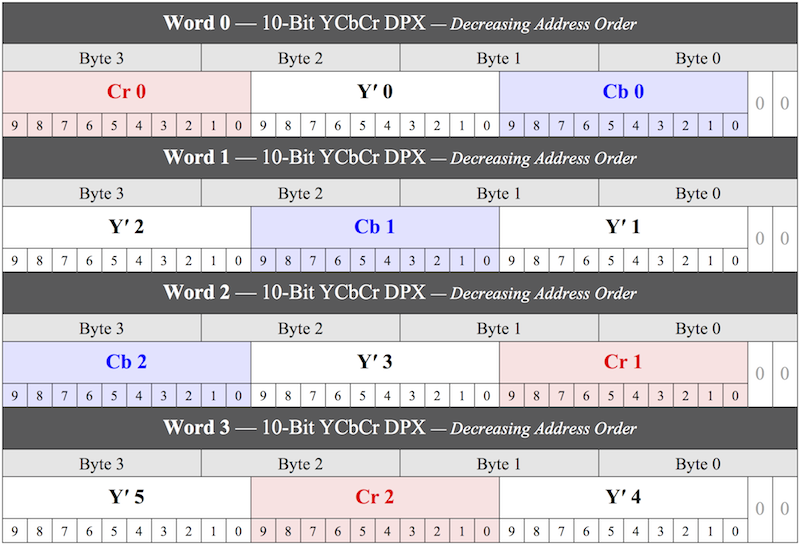 Word 0 — 10-Bit YCbCr DPX — Decreasing Address Order
Byte 3 Byte 2 Byte 1 Byte 0
Cr 0 Y′ 0 Cb 0 0 0
9 8 7 6 5 4 3 2 1 0 9 8 7 6 5 4 3 2 1 0 9 8 7 6 5 4 3 2 1 0
Word 1 — 10-Bit YCbCr DPX — Decreasing Address Order
Byte 3 Byte 2 Byte 1 Byte 0
Y′ 2 Cb 1 Y′ 1 0 0
9 8 7 6 5 4 3 2 1 0 9 8 7 6 5 4 3 2 1 0 9 8 7 6 5 4 3 2 1 0
Word 2 — 10-Bit YCbCr DPX — Decreasing Address Order
Byte 3 Byte 2 Byte 1 Byte 0
Cb 2 Y′ 3 Cr 1 0 0
9 8 7 6 5 4 3 2 1 0 9 8 7 6 5 4 3 2 1 0 9 8 7 6 5 4 3 2 1 0
Word 3 — 10-Bit YCbCr DPX — Decreasing Address Order
Byte 3 Byte 2 Byte 1 Byte 0
Y′ 5 Cr 2 Y′ 4 0 0
9 8 7 6 5 4 3 2 1 0 9 8 7 6 5 4 3 2 1 0 9 8 7 6 5 4 3 2 1 0